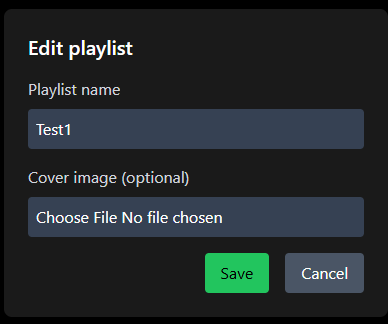 Edit playlist
Playlist name
Test1
Cover image (optional)
Choose File No file chosen
Save Cancel